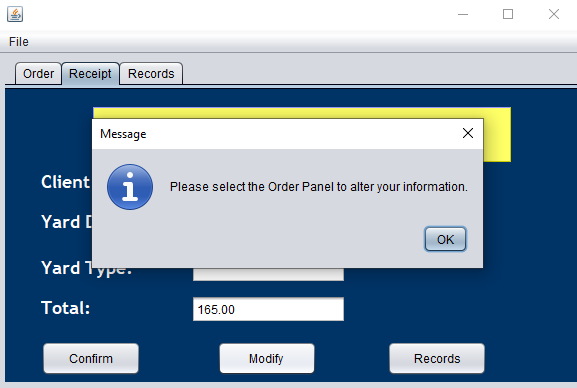 File
Order Receipt Records
Message
Please select the Order Panel to alter your information.
OK
Client
Yard
Yard Type:
Total:
165.00
Confirm Modify Records